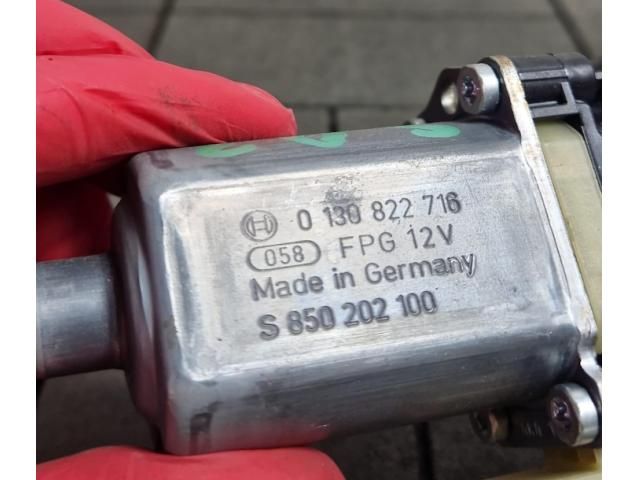 0 130 822 716
058 FPG 12V
Made in Germany
S 850 202 100